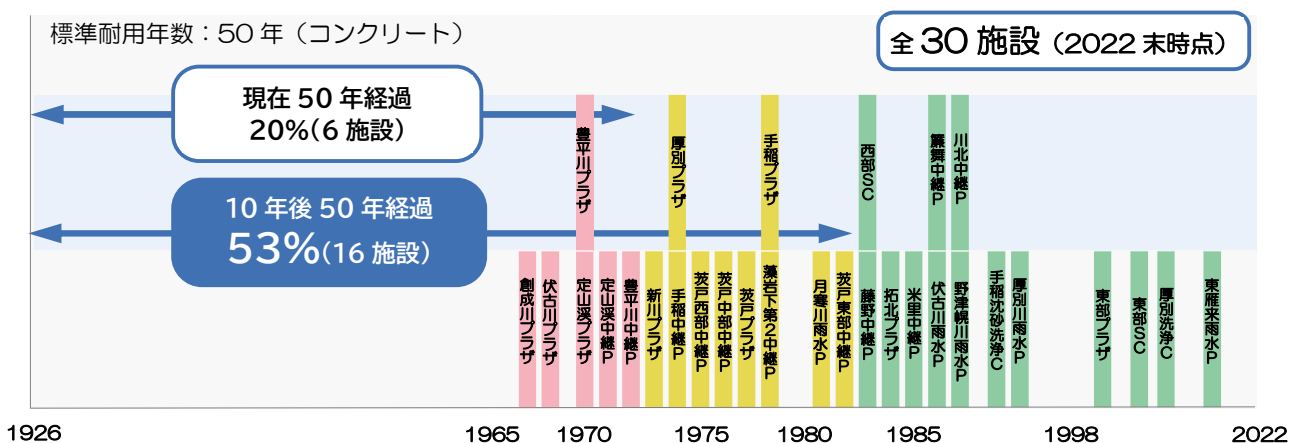 標準耐用年数：50年（コンクリート）
全30施設（2022末時点）
現在50年経過
20%(6施設)
10年後50年経過
53%(16施設)
豊平川プラザ
厚別プラザ
手稲プラザ
西部SC
簾舞中継P
川北中継P
創成川プラザ
伏古川プラザ
定山渓プラザ
定山渓中継P
豊平川中継P
新川プラザ
手稲中継P
茨戸西部中継P
茨戸中部中継P
茨戸プラザ
藻岩下第2中継P
月寒川雨水P
茨戸東部中継P
藤野中継P
拓北プラザ
米里中継P
伏古川雨水P
野津幌川雨水P
手稲沈砂洗浄C
厚別川雨水P
東部プラザ
東部SC
厚別洗浄C
東雁来雨水P
1926
1965
1970
1975
1980
1985
1998
2022